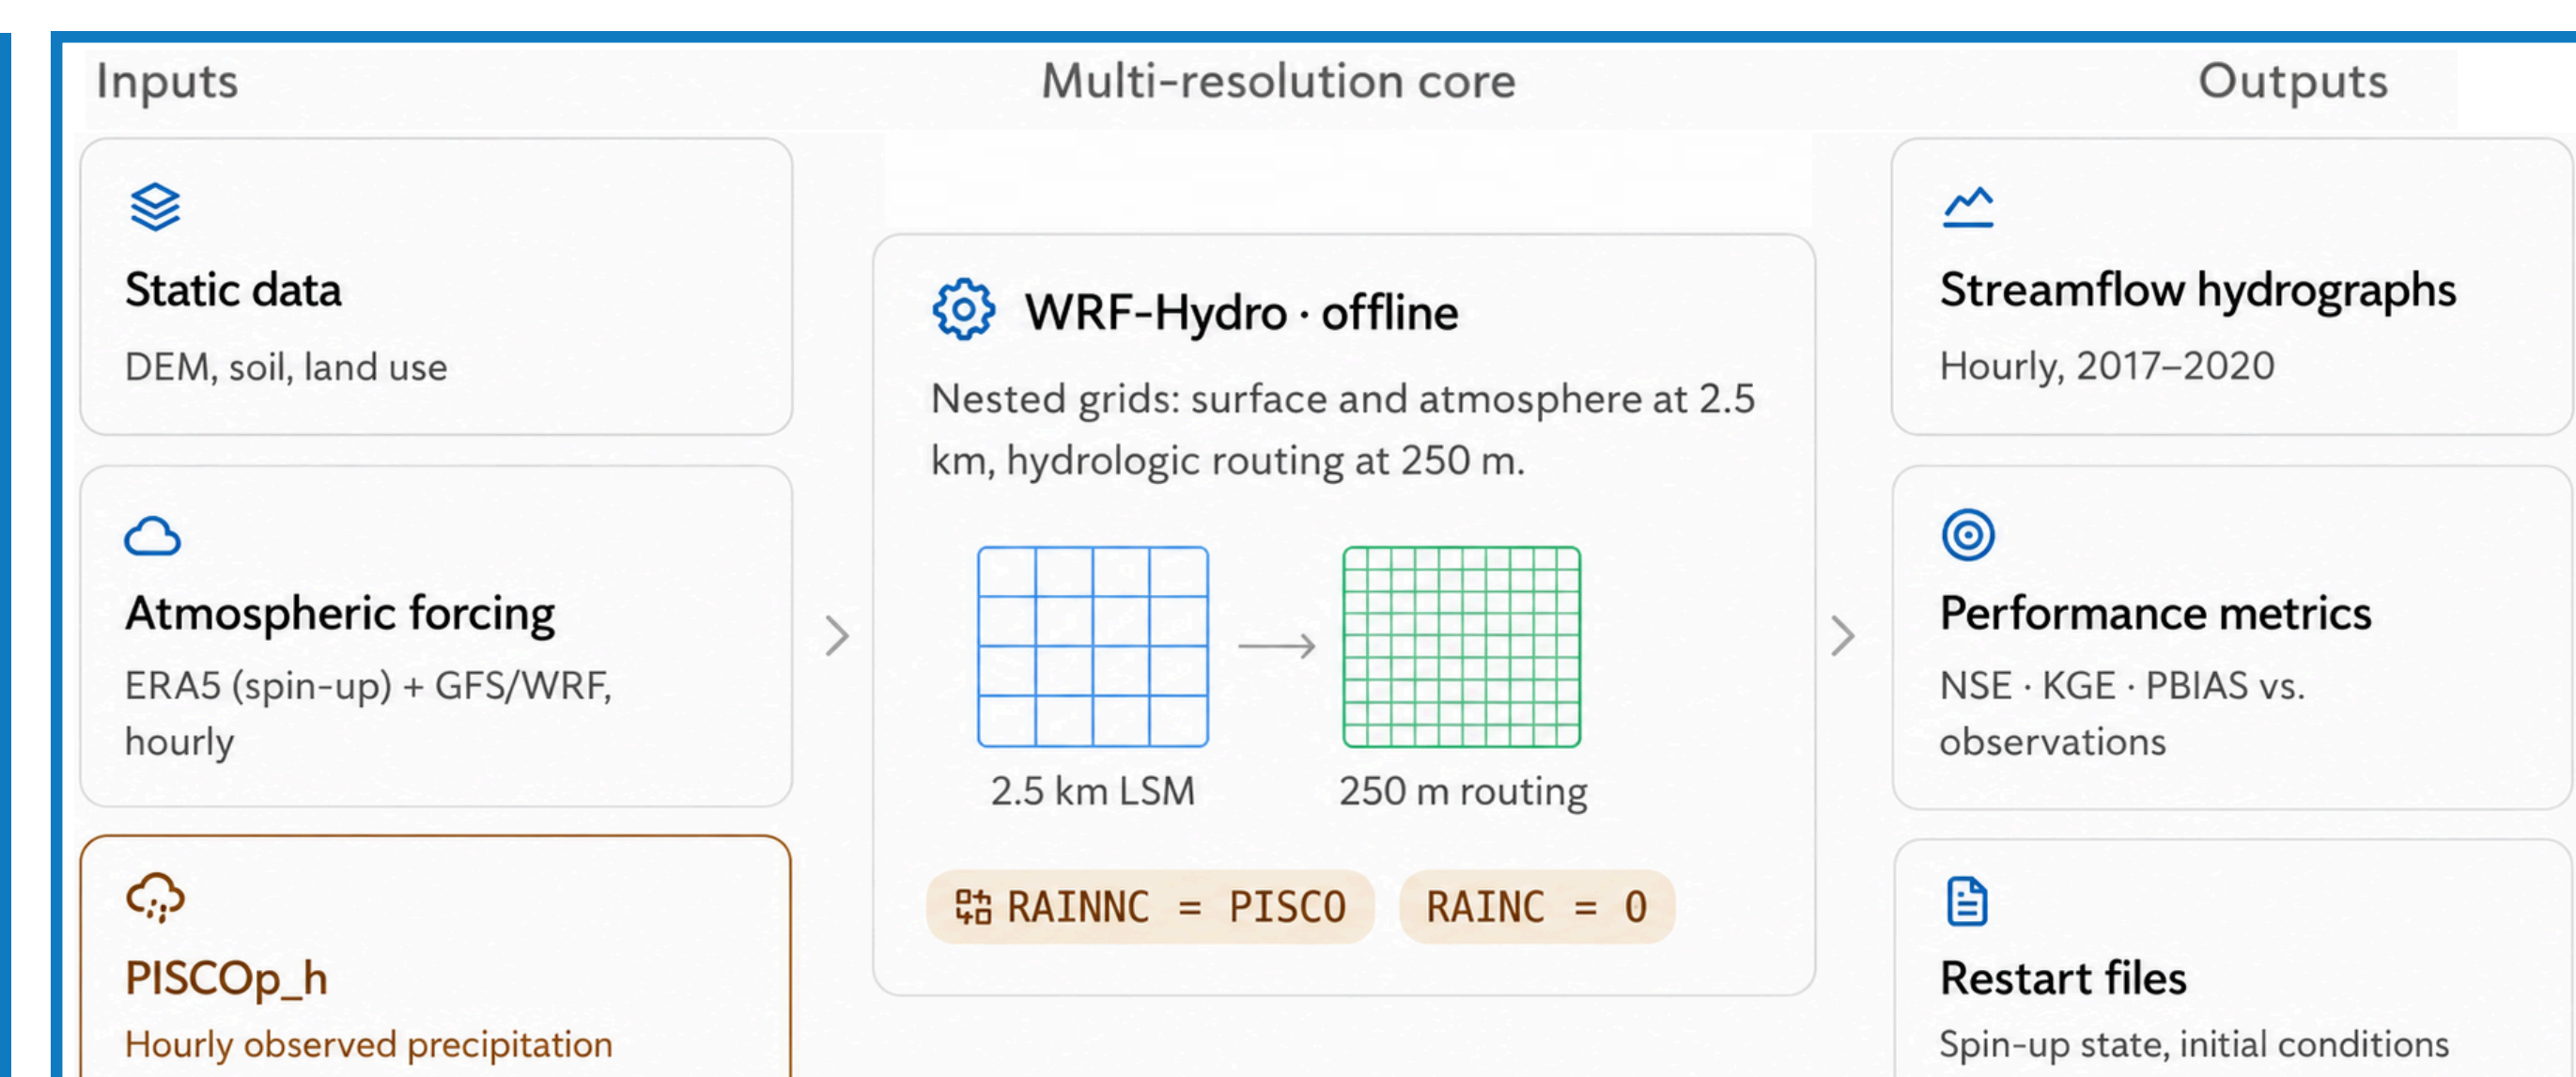 Inputs
Multi-resolution core
Outputs
Static data
DEM, soil, land use
Atmospheric forcing
ERA5 (spin-up) + GFS/WRF,
hourly
PISCOp_h
Hourly observed precipitation
WRF-Hydro · offline
Nested grids: surface and atmosphere at 2.5
km, hydrologic routing at 250 m.
2.5 km LSM
250 m routing
RAINNC = PISCO
RAINC = 0
Streamflow hydrographs
Hourly, 2017–2020
Performance metrics
NSE · KGE · PBIAS vs.
observations
Restart files
Spin-up state, initial conditions